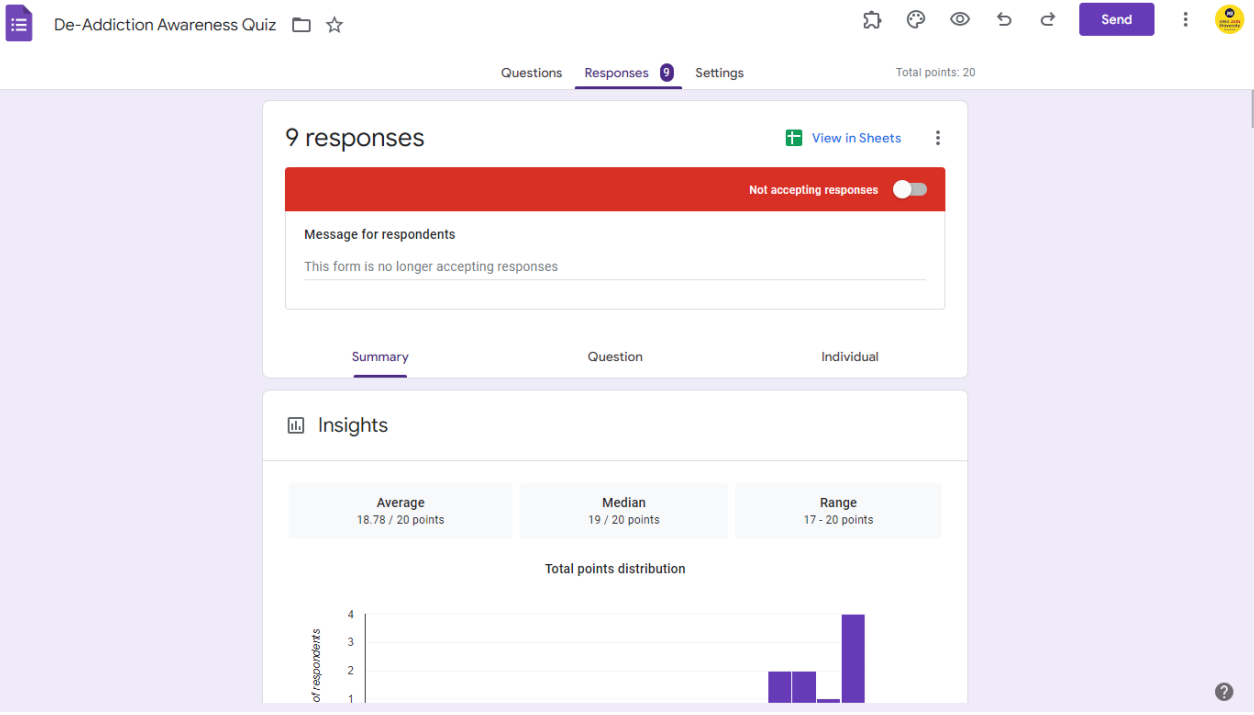 De-Addiction Awareness Quiz
Send
Questions
Responses 9
Settings
Total points: 20
9 responses
View in Sheets
Not accepting responses
Message for respondents
This form is no longer accepting responses
Summary
Question
Individual
Insights
Average
18.78 / 20 points
Median
19 / 20 points
Range
17 - 20 points
Total points distribution
4
3
2
1
of respondents